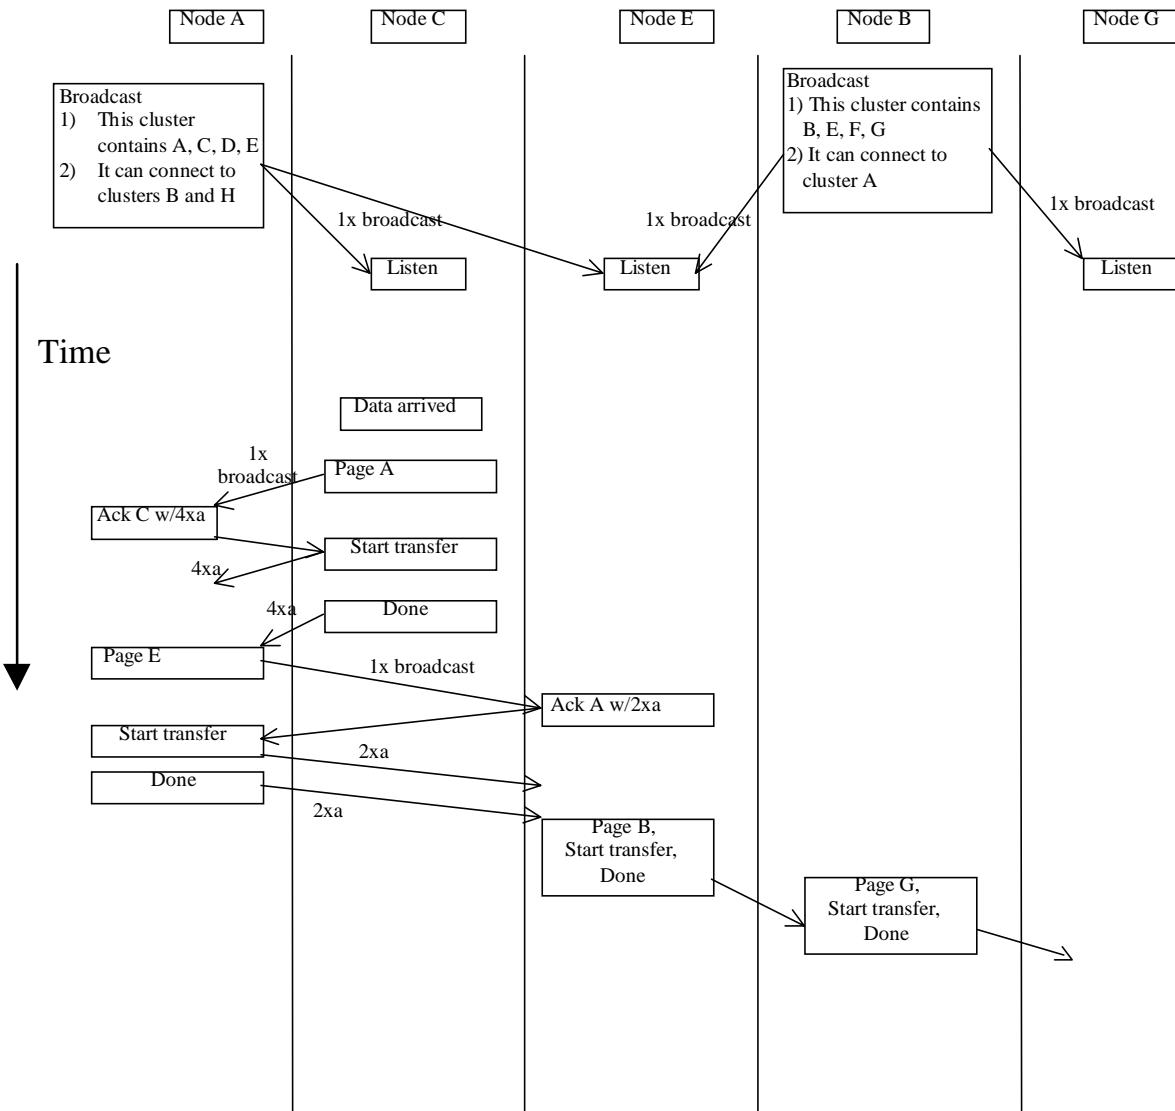 Node A
Node C
Node E
Node B
Node G
Broadcast
1) This cluster
contains A, C, D, E
2) It can connect to
clusters B and H
Broadcast
1) This cluster contains
B, E, F, G
2) It can connect to
cluster A
1x broadcast
1x broadcast
1x broadcast
Listen
Listen
Listen
Time
Data arrived
1x
broadcast
Page A
Ack C w/4xa
Start transfer
4xa
4xa
Done
Page E
1x broadcast
Ack A w/2xa
Start transfer
2xa
Done
2xa
Page B,
Start transfer,
Done
Page G,
Start transfer,
Done